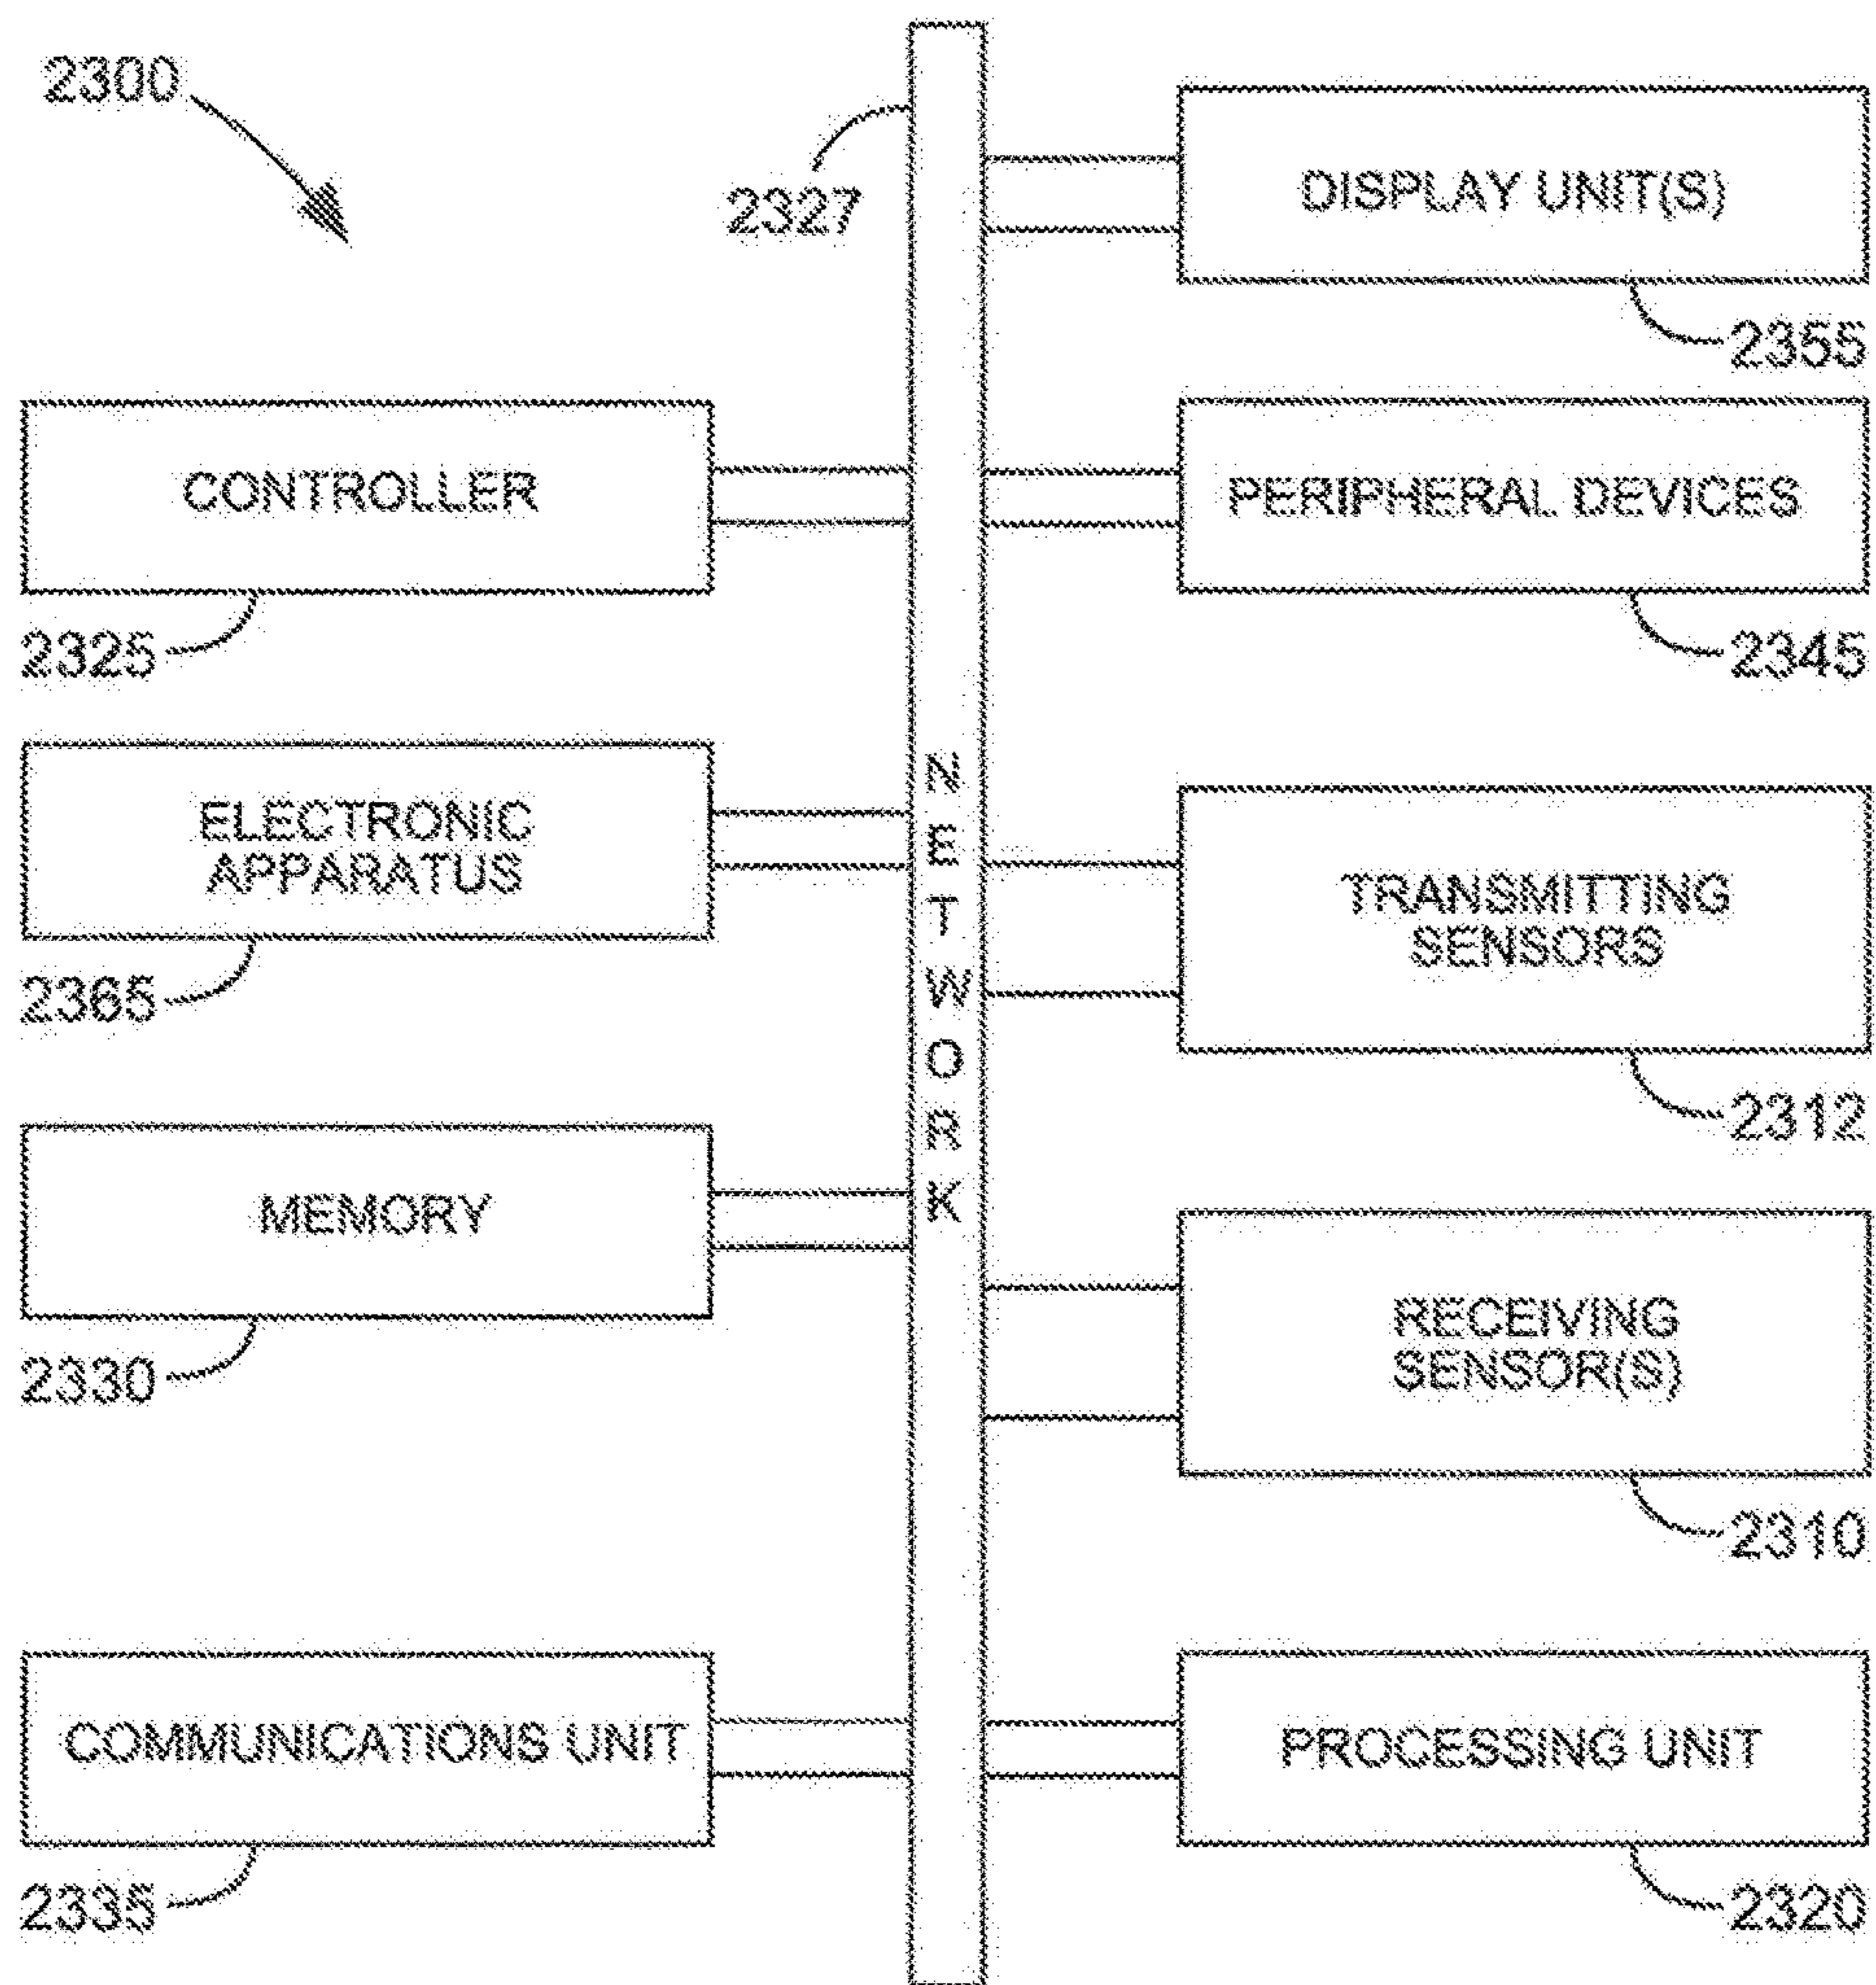 2300
2327
DISPLAY UNIT(S)
2355
CONTROLLER
2325
PERIPHERAL DEVICES
2345
ELECTRONIC
APPARATUS
2365
NETWORK
TRANSMITTING
SENSORS
2312
MEMORY
2330
RECEIVING
SENSOR(S)
2310
COMMUNICATIONS UNIT
2335
PROCESSING UNIT
2320